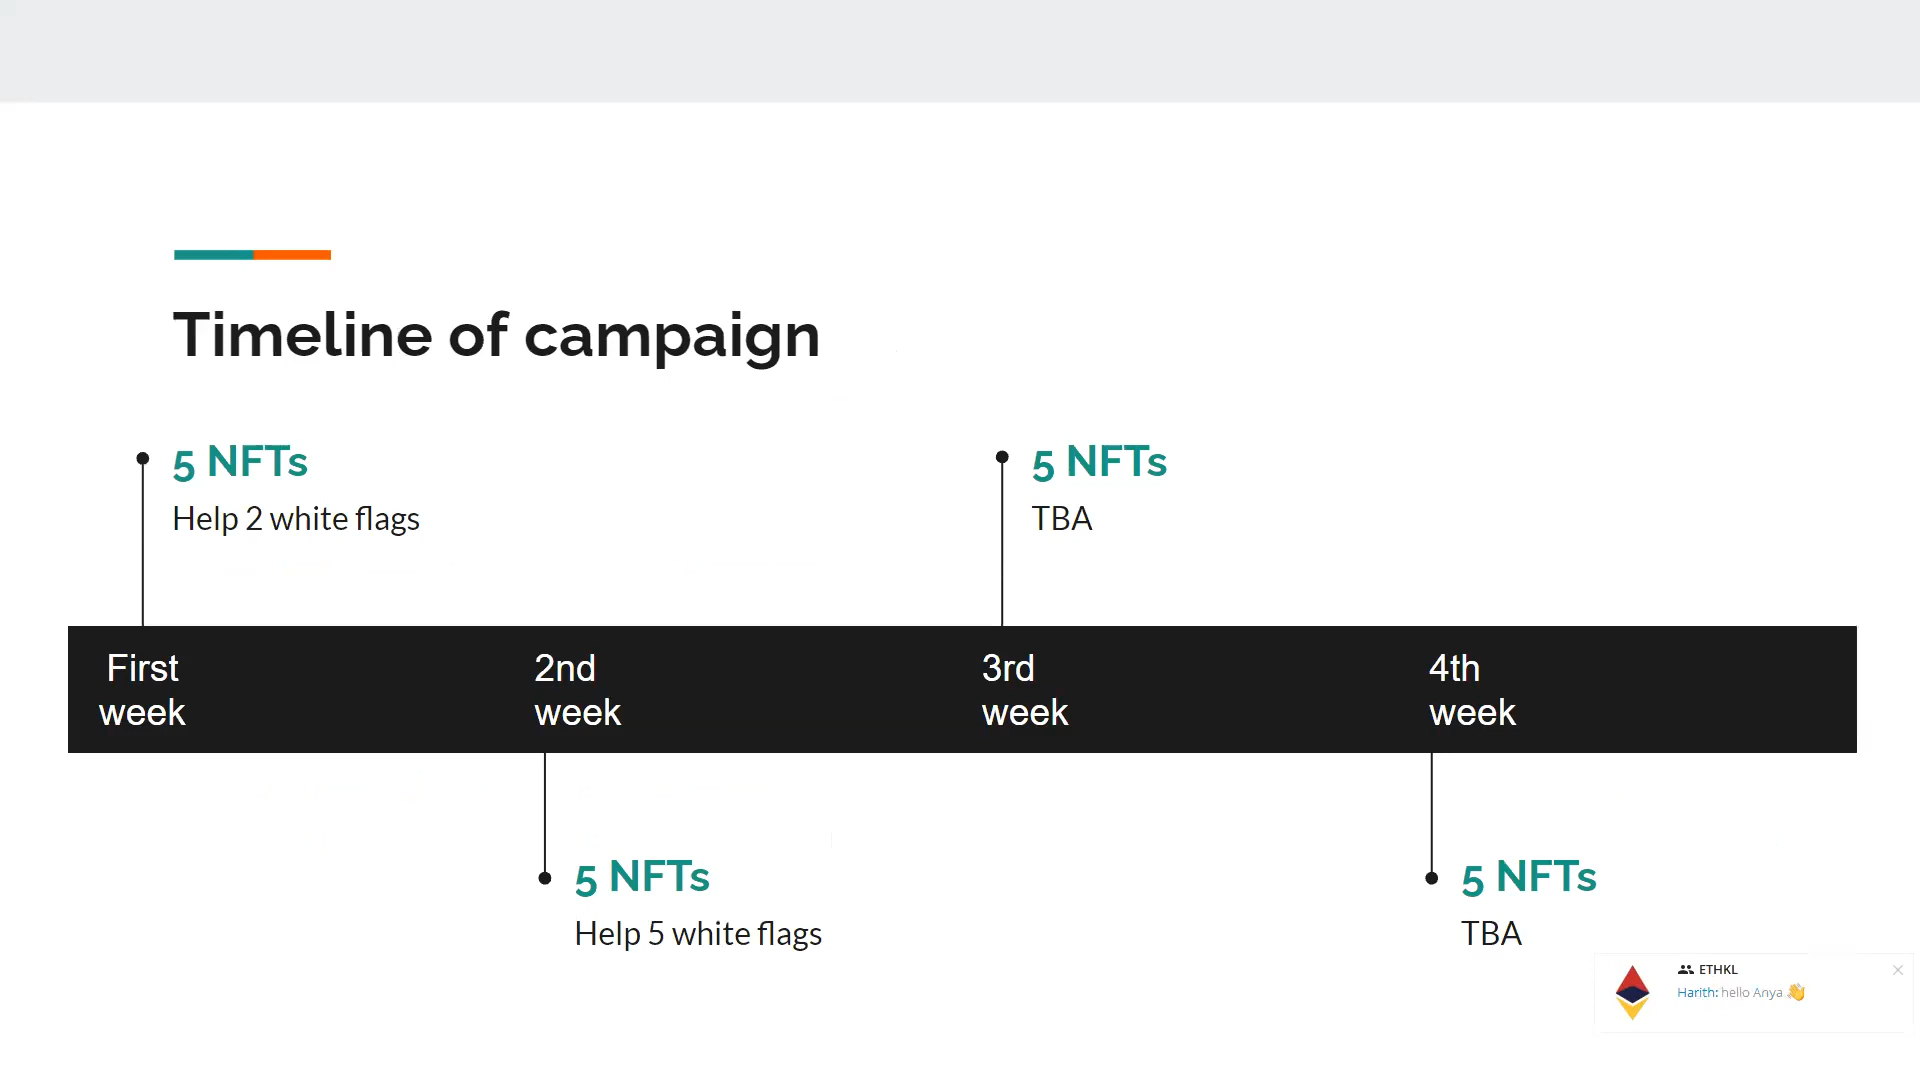 Timeline of campaign
5 NFTs
Help 2 white flags
5 NFTs
TBA
First
week
2nd
week
3rd
week
4th
week
5 NFTs
Help 5 white flags
5 NFTs
TBA
ETHKL
Harith: hello Anya 👋